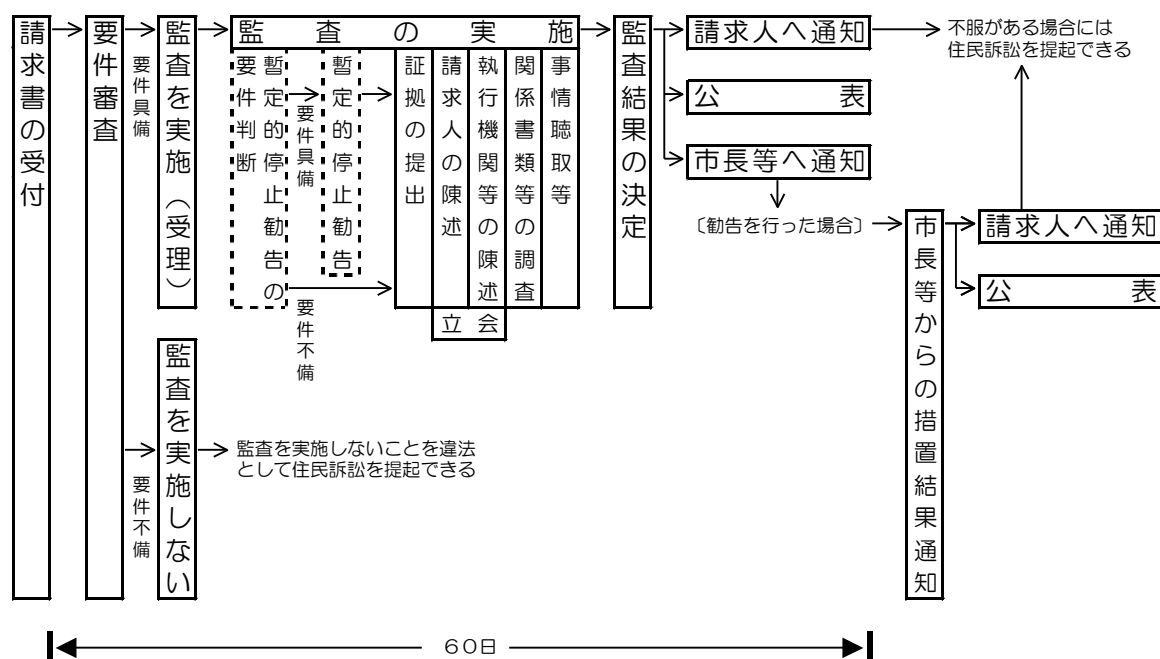 請求書の受付
要件審査
要件具備
監査を実施(受理)
監査の実施
暫定的停止勧告の
要件判断
要件具備
暫定的停止勧告
要件不備
証拠の提出
請求人の陳述
執行機関等の陳述
立会
関係書類等の調査
事情聴取等
監査結果の決定
請求人へ通知
不服がある場合には
住民訴訟を提起できる
公表
市長等へ通知
〔勧告を行った場合〕
市長等からの措置結果通知
請求人へ通知
公表
要件不備
監査を実施しない
監査を実施しないことを違法
として住民訴訟を提起できる
60日